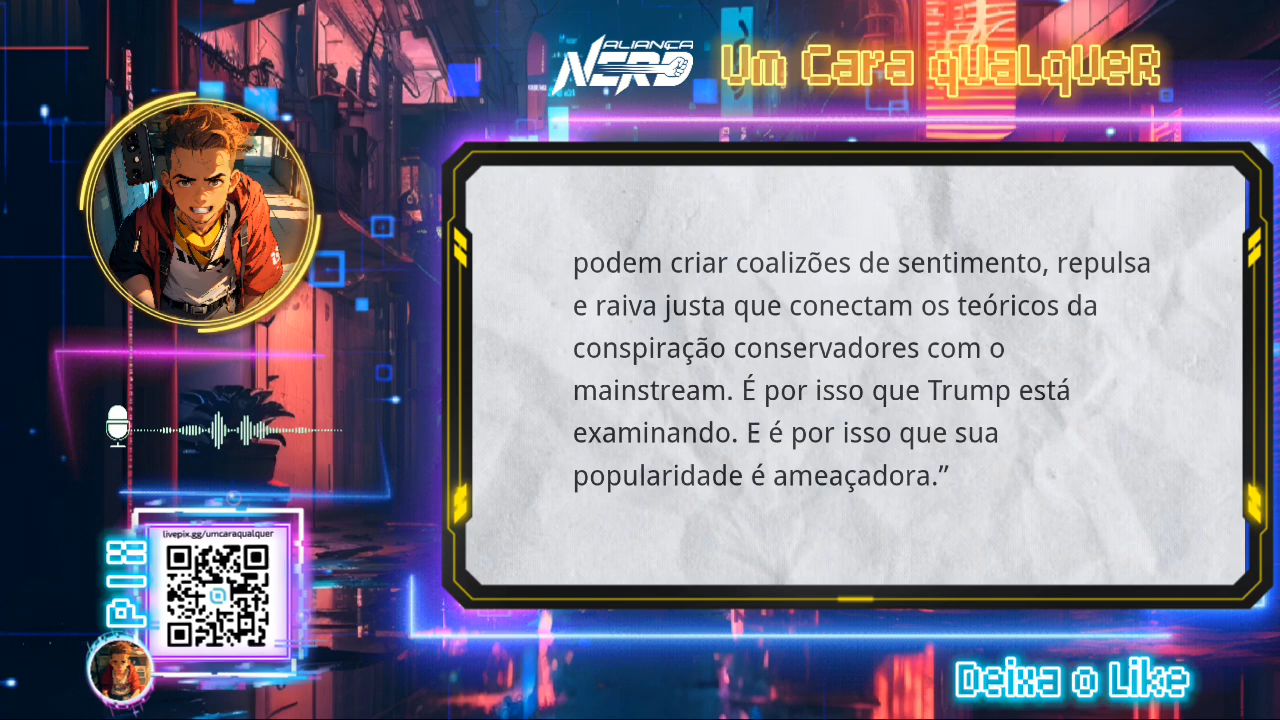 ALIANÇA
NERD
Um Cara qUaLqUeR
podem criar coalizões de sentimento, repulsa
e raiva justa que conectam os teóricos da
conspiração conservadores com o
mainstream. É por isso que Trump está
examinando. E é por isso que sua
popularidade é ameaçadora.”
livepix.gg/umcaraqualquer
PIX
Deixa o Like